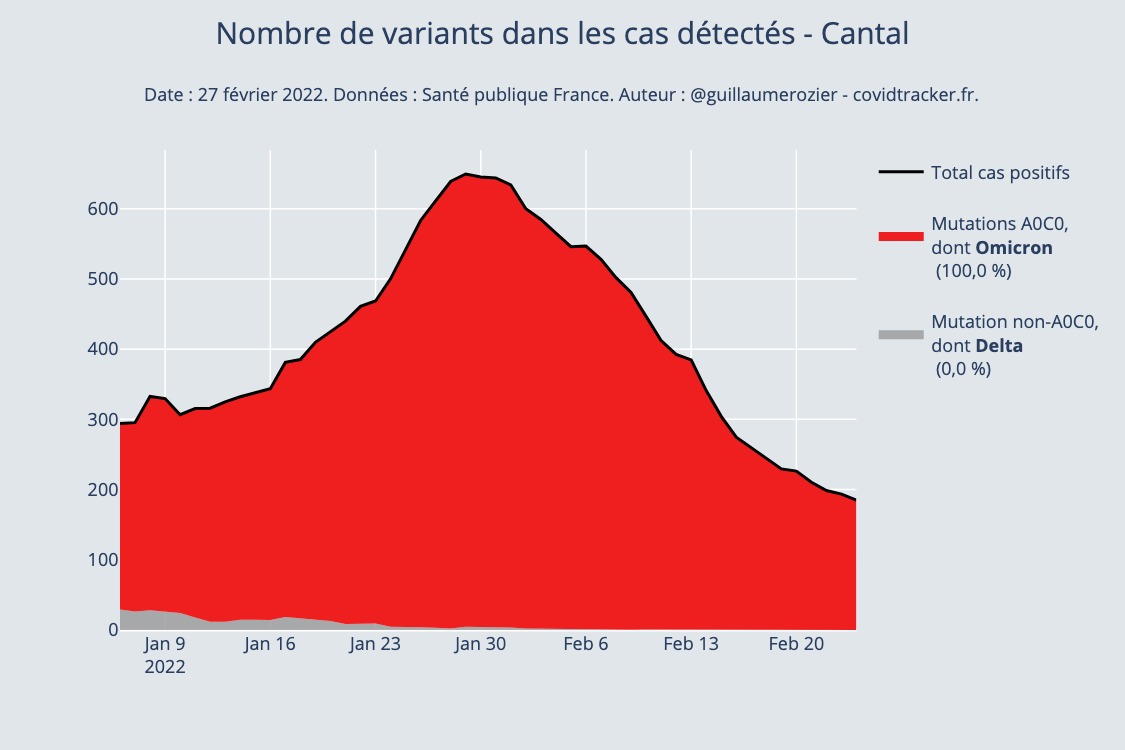 Nombre de variants dans les cas détectés - Cantal
Date : 27 février 2022. Données : Santé publique France. Auteur : @guillaumerozier - covidtracker.fr.
Total cas positifs
Mutations A0C0,
dont Omicron
(100,0 %)
Mutation non-A0C0,
dont Delta
(0,0 %)
600
500
400
300
200
100
0
Jan 9
2022
Jan 16
Jan 23
Jan 30
Feb 6
Feb 13
Feb 20